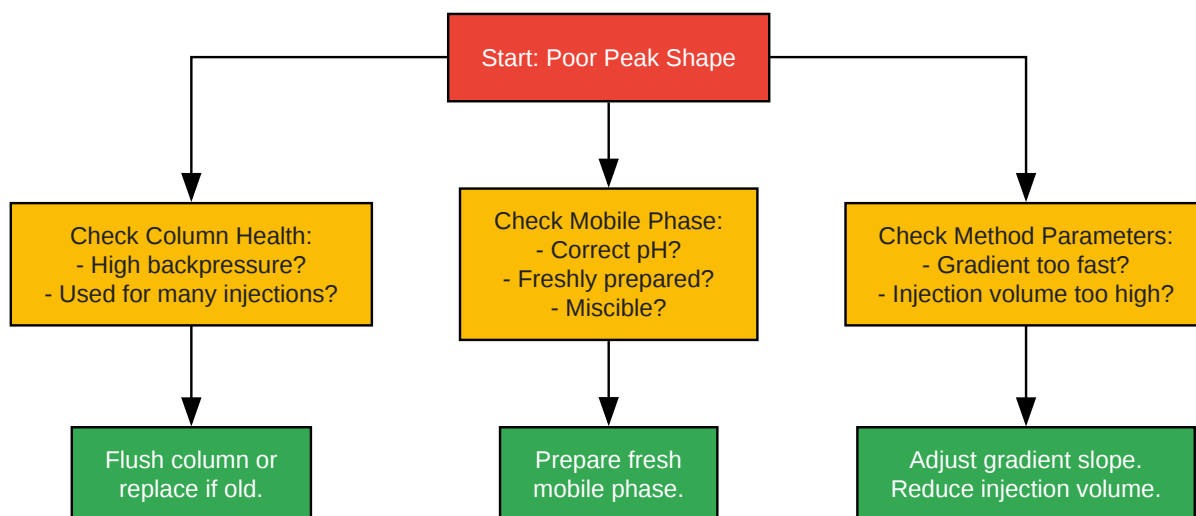 Start: Poor Peak Shape
Check Column Health:
- High backpressure?
- Used for many injections?
Check Mobile Phase:
- Correct pH?
- Freshly prepared?
- Miscible?
Check Method Parameters:
- Gradient too fast?
- Injection volume too high?
Flush column or
replace if old.
Prepare fresh
mobile phase.
Adjust gradient slope.
Reduce injection volume.